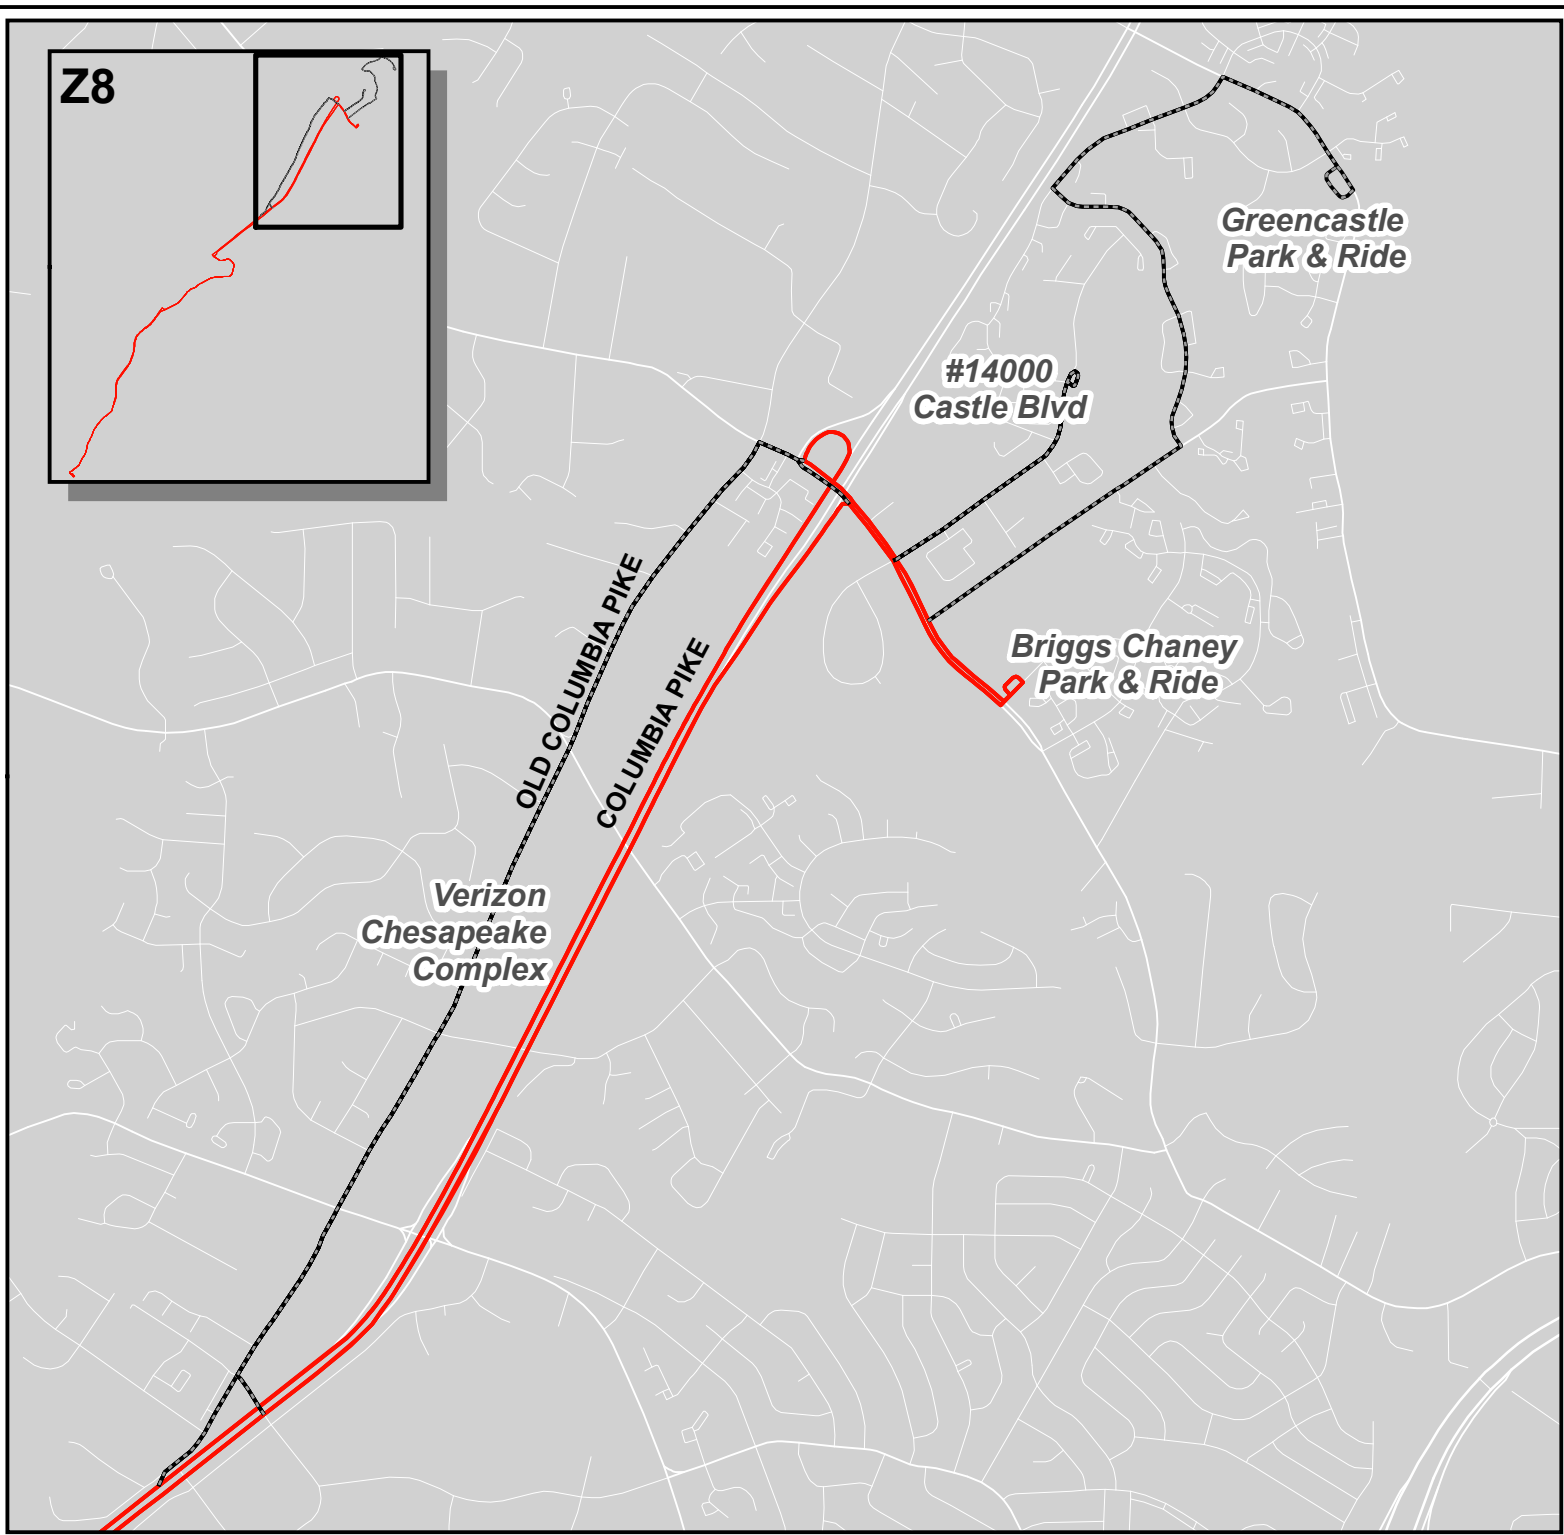 Z8
Greencastle
Park & Ride
#14000
Castle Blvd
OLD COLUMBIA PIKE
COLUMBIA PIKE
Briggs Chaney
Park & Ride
Verizon
Chesapeake
Complex